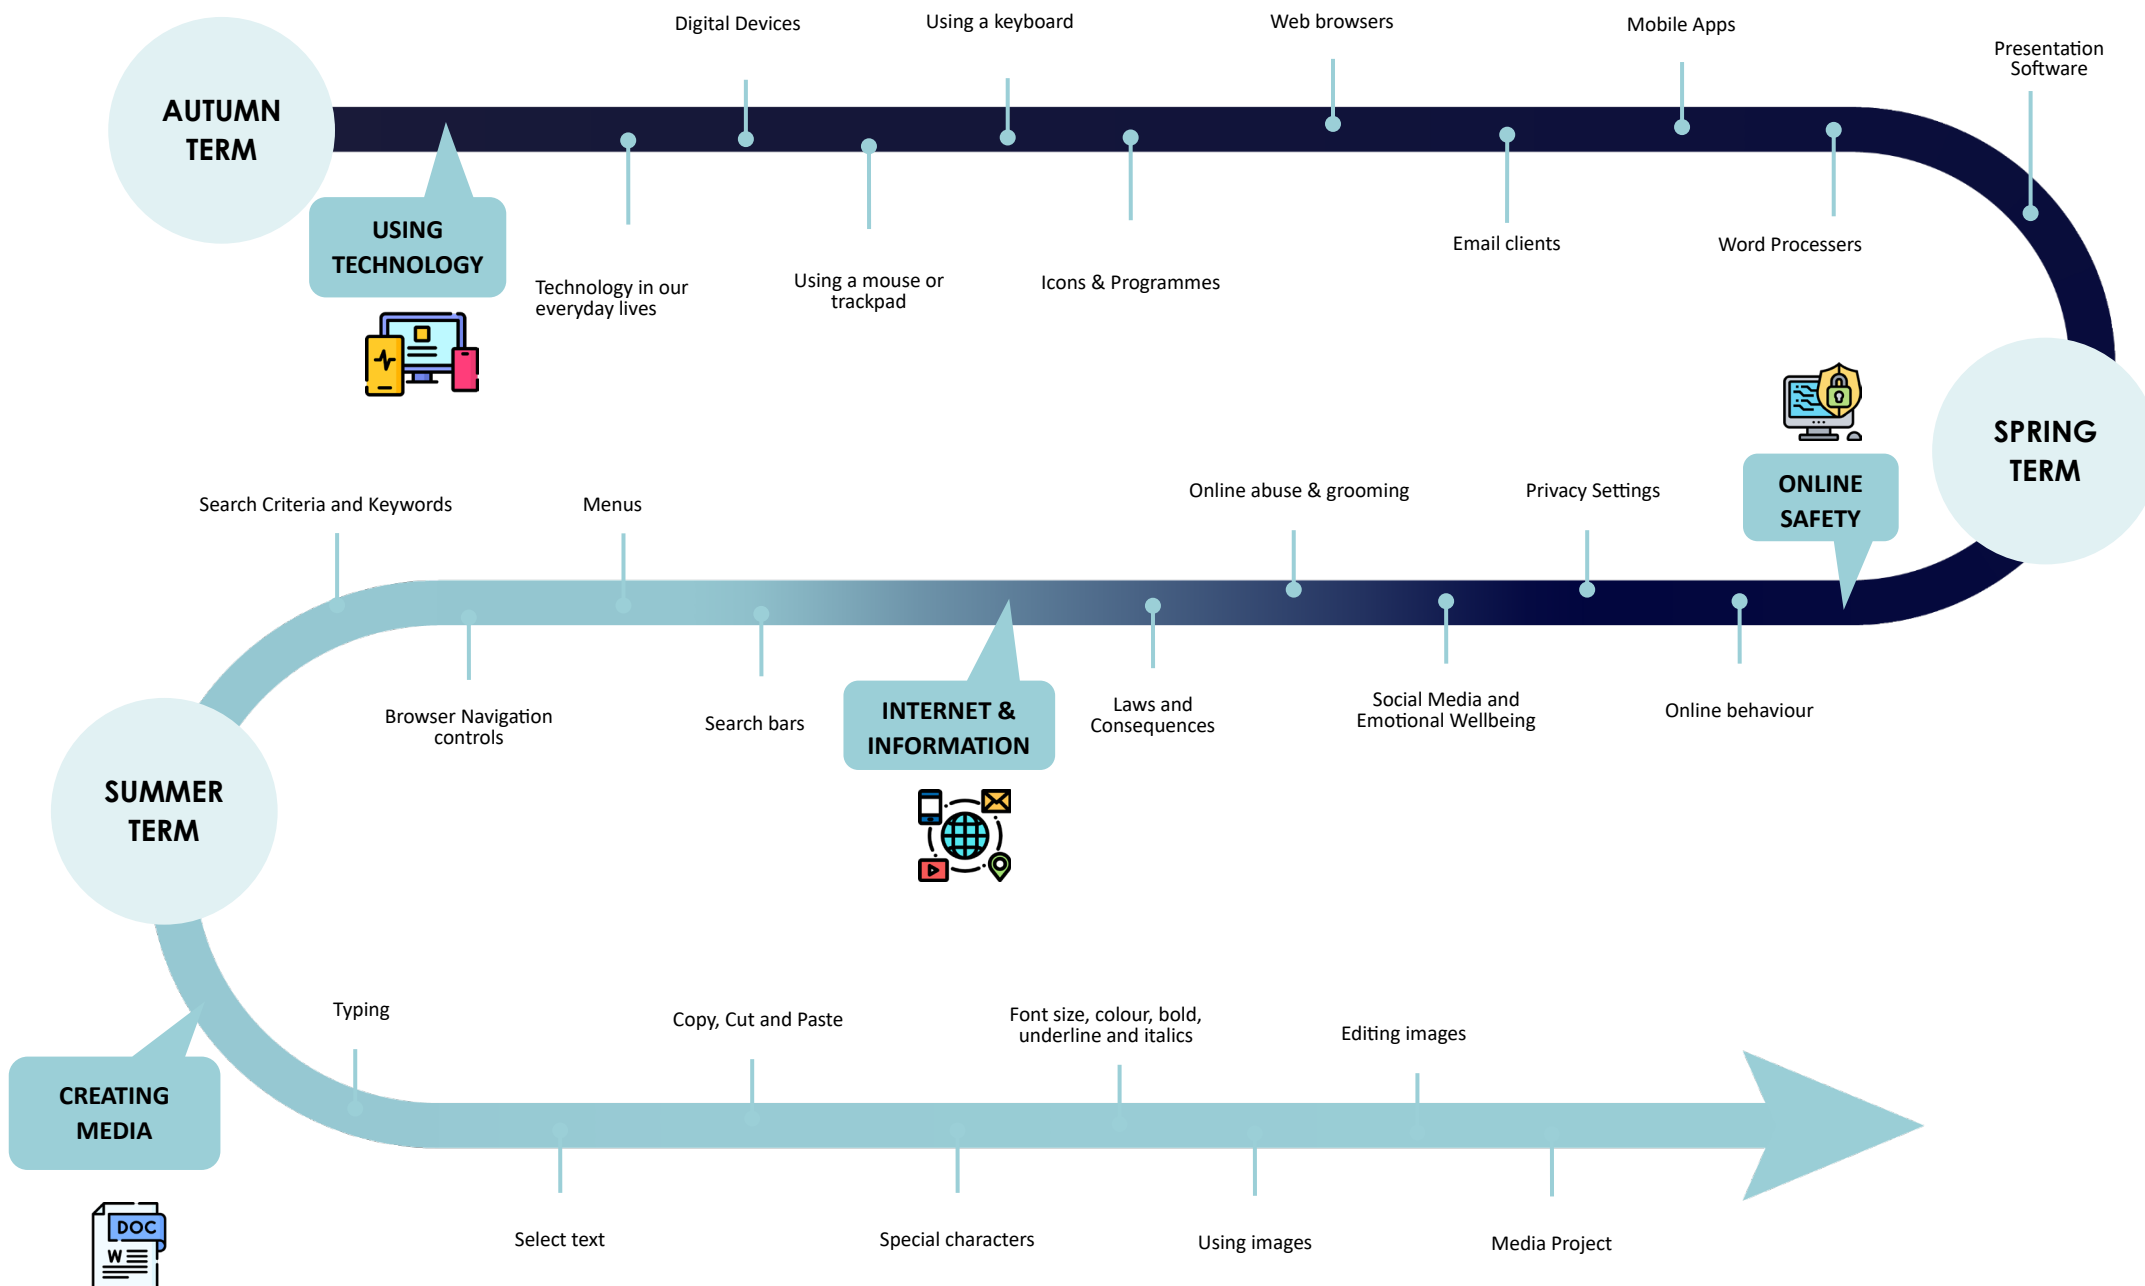 AUTUMN
TERM
USING
TECHNOLOGY
Technology in our
everyday lives
Digital Devices
Using a mouse or
trackpad
Using a keyboard
Icons & Programmes
Web browsers
Email clients
Mobile Apps
Word Processers
Presentation
Software
SPRING
TERM
ONLINE
SAFETY
Online behaviour
Privacy Settings
Social Media and
Emotional Wellbeing
Online abuse & grooming
Laws and
Consequences
INTERNET &
INFORMATION
Search bars
Menus
Browser Navigation
controls
Search Criteria and Keywords
SUMMER
TERM
CREATING
MEDIA
DOC
W
Typing
Select text
Copy, Cut and Paste
Special characters
Font size, colour, bold,
underline and italics
Using images
Editing images
Media Project